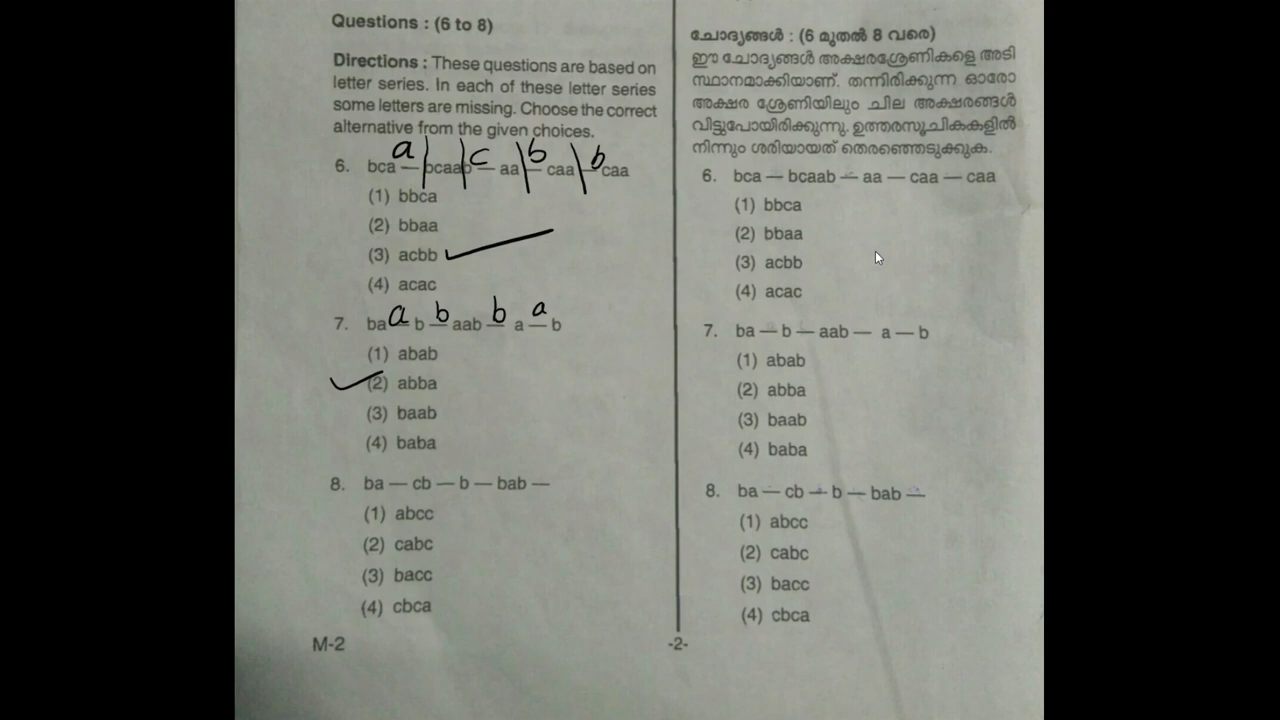 Questions : (6 to 8)
Directions : These questions are based on
letter series. In each of these letter series
some letters are missing. Choose the correct
alternative from the given choices.
6. bca — bcaab — aa — caa — caa
a c b b
(1) bbca
(2) bbaa
(3) acbb
(4) acac
7. ba — b — aab — a — b
a b b a
(1) abab
(2) abba
(3) baab
(4) baba
8. ba — cb — b — bab —
(1) abcc
(2) cabc
(3) bacc
(4) cbca
M-2
-2-
ചോദ്യങ്ങൾ : (6 മുതൽ 8 വരെ)
ഈ ചോദ്യങ്ങൾ അക്ഷരശ്രേണികളെ അടി
സ്ഥാനമാക്കിയാണ്. തന്നിരിക്കുന്ന ഓരോ
അക്ഷര ശ്രേണിയിലും ചില അക്ഷരങ്ങൾ
വിട്ടുപോയിരിക്കുന്നു. ഉത്തരസൂചികകളിൽ
നിന്നും ശരിയായത് തെരഞ്ഞെടുക്കുക.
6. bca — bcaab — aa — caa — caa
(1) bbca
(2) bbaa
(3) acbb
(4) acac
7. ba — b — aab — a — b
(1) abab
(2) abba
(3) baab
(4) baba
8. ba — cb — b — bab —
(1) abcc
(2) cabc
(3) bacc
(4) cbca